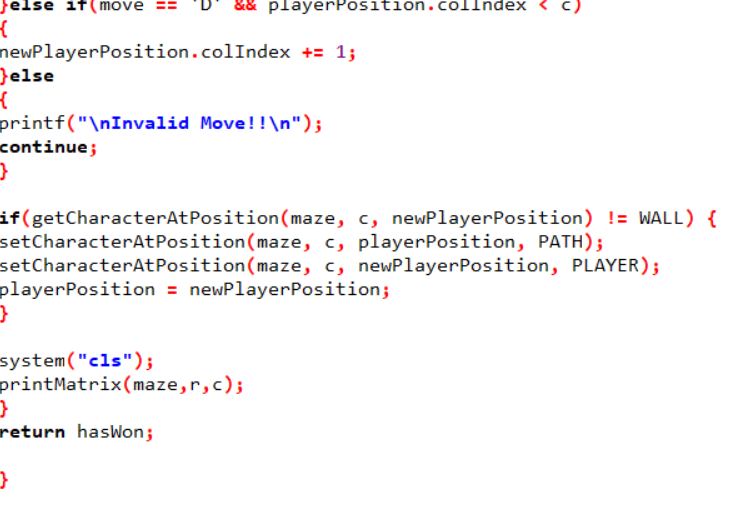 }else if(move == 'D' && playerPosition.colIndex < c)
{
newPlayerPosition.colIndex += 1;
}else
{
printf("\nInvalid Move!!\n");
continue;
}
if(getCharacterAtPosition(maze, c, newPlayerPosition) != WALL) {
setCharacterAtPosition(maze, c, playerPosition, PATH);
setCharacterAtPosition(maze, c, newPlayerPosition, PLAYER);
playerPosition = newPlayerPosition;
}
system("cls");
printMatrix(maze,r,c);
}
return hasWon;
}